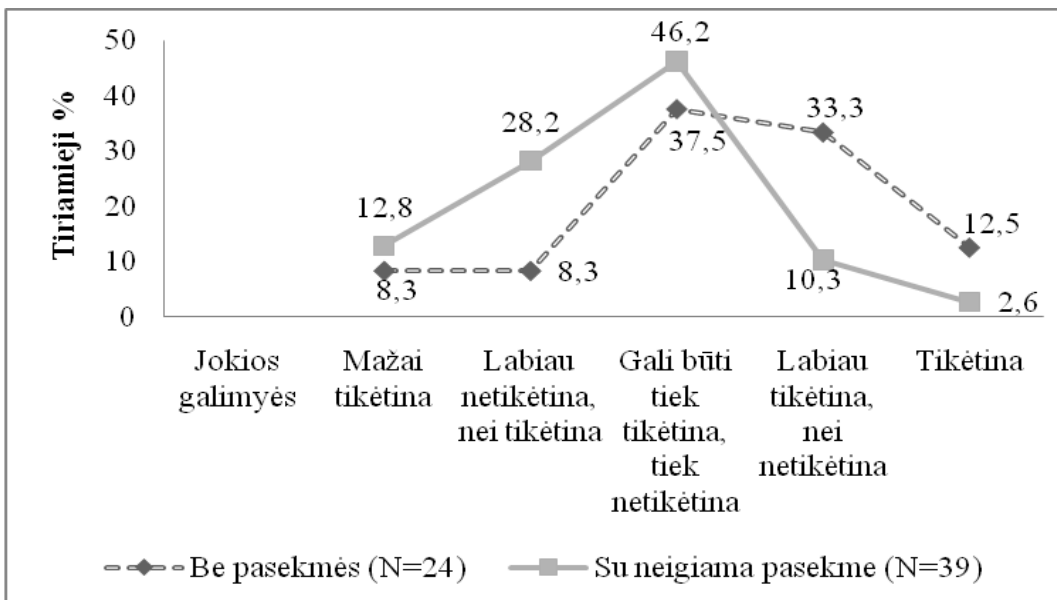 Tiriamieji %
50
40
30
20
10
0
46,2
33,3
28,2
37,5
12,8
12,5
8,3
8,3
10,3
2,6
Jokios
galimyės
Mažai
tikėtina
Labiau
netikėtina,
nei tikėtina
Gali būti
tiek
tikėtina,
tiek
netikėtina
Labiau
tikėtina,
nei
netikėtina
Tikėtina
Be pasekmės (N=24)
Su neigiama pasekme (N=39)